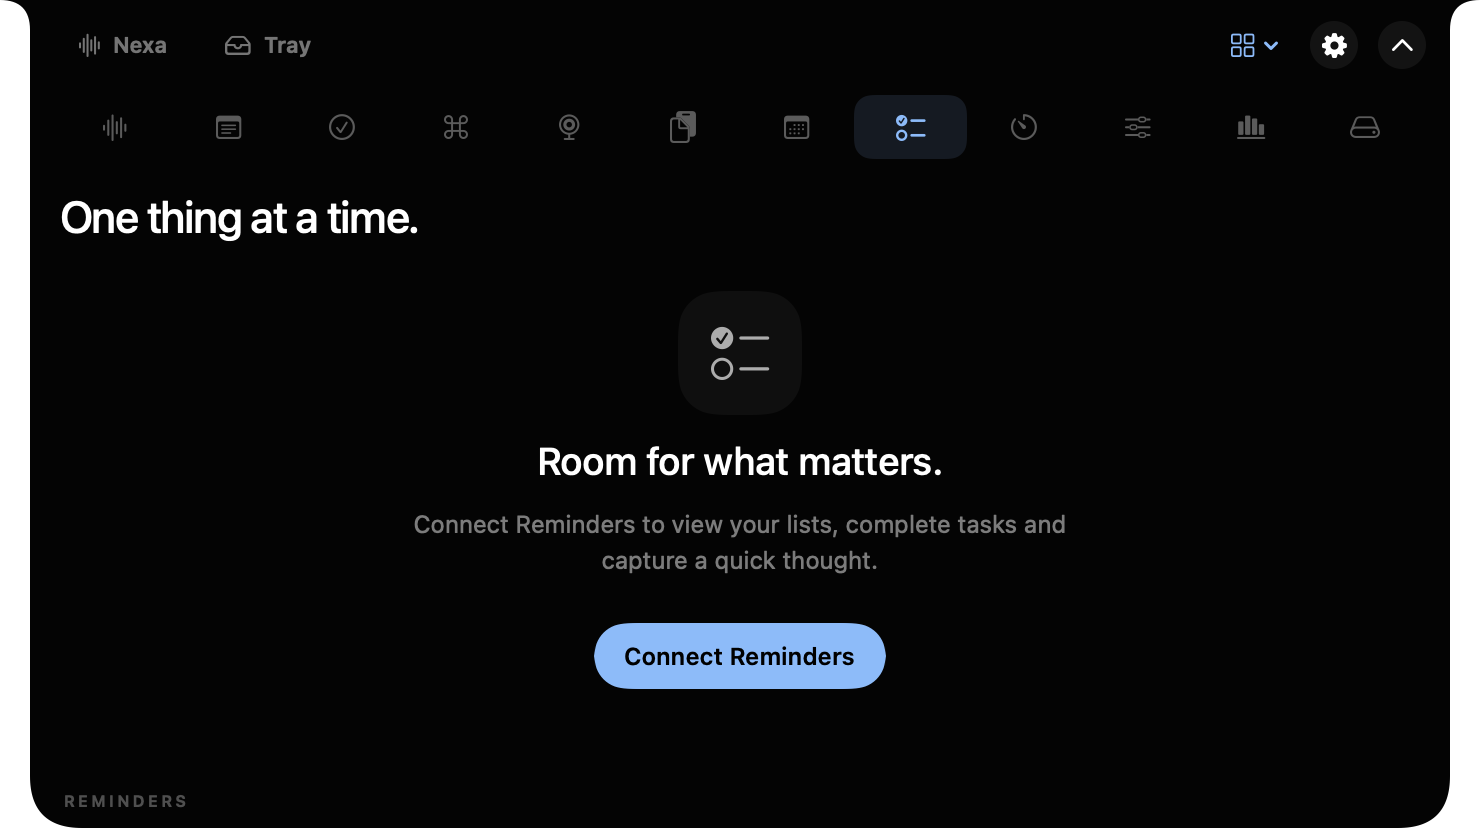 Nexa
Tray
One thing at a time.
Room for what matters.
Connect Reminders to view your lists, complete tasks and
capture a quick thought.
Connect Reminders
REMINDERS